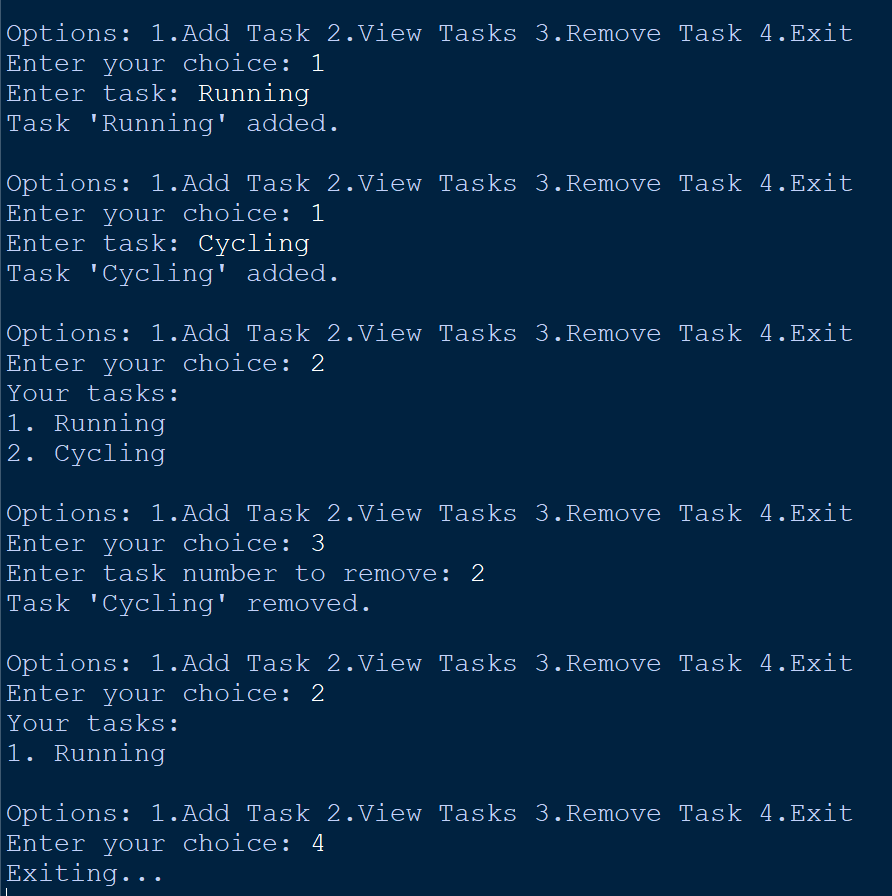 Options: 1.Add Task 2.View Tasks 3.Remove Task 4.Exit
Enter your choice: 1
Enter task: Running
Task 'Running' added.
Options: 1.Add Task 2.View Tasks 3.Remove Task 4.Exit
Enter your choice: 1
Enter task: Cycling
Task 'Cycling' added.
Options: 1.Add Task 2.View Tasks 3.Remove Task 4.Exit
Enter your choice: 2
Your tasks:
1. Running
2. Cycling
Options: 1.Add Task 2.View Tasks 3.Remove Task 4.Exit
Enter your choice: 3
Enter task number to remove: 2
Task 'Cycling' removed.
Options: 1.Add Task 2.View Tasks 3.Remove Task 4.Exit
Enter your choice: 2
Your tasks:
1. Running
Options: 1.Add Task 2.View Tasks 3.Remove Task 4.Exit
Enter your choice: 4
Exiting...